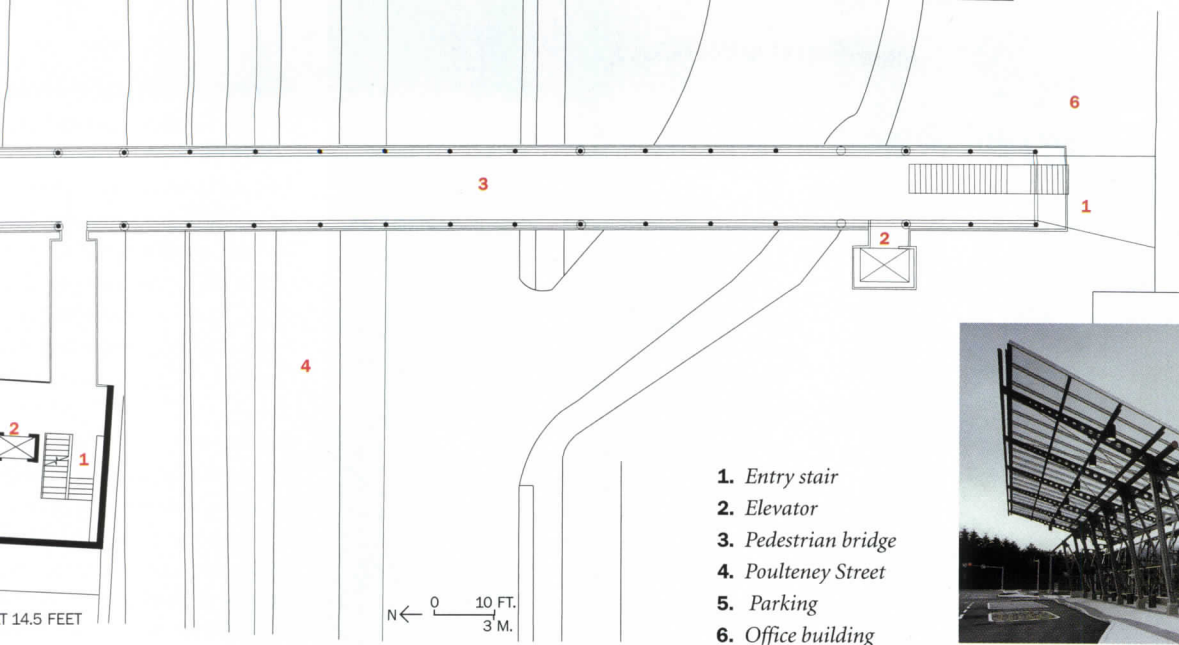 6
3
1
2
4
2
1
1. Entry stair
2. Elevator
3. Pedestrian bridge
4. Poulteney Street
5. Parking
6. Office building
N 0 10 FT.
3 M.
14.5 FEET